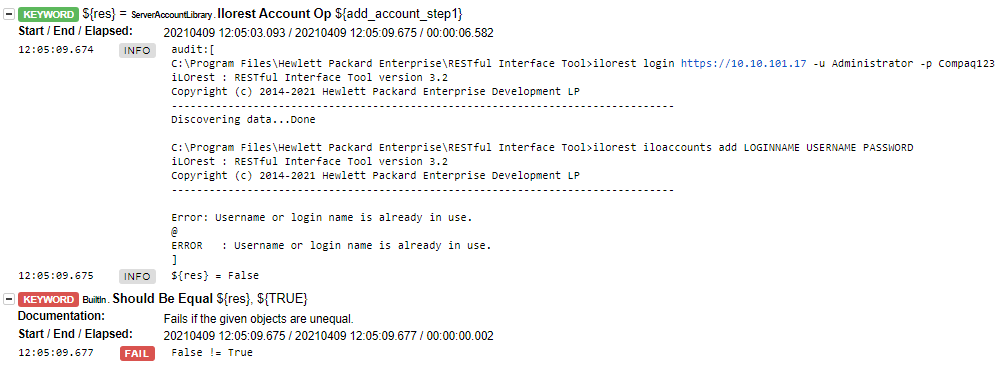 KEYWORD ${res} = ServerAccountLibrary.Ilorest Account Op ${add_account_step1}
Start / End / Elapsed: 20210409 12:05:03.093 / 20210409 12:05:09.675 / 00:00:06.582
12:05:09.674 INFO audit:[
C:\Program Files\Hewlett Packard Enterprise\RESTful Interface Tool>ilorest login https://10.10.101.17 -u Administrator -p Compaq123
iLOrest : RESTful Interface Tool version 3.2
Copyright (c) 2014-2021 Hewlett Packard Enterprise Development LP
--------------------------------------------------------------------------------
Discovering data...Done
C:\Program Files\Hewlett Packard Enterprise\RESTful Interface Tool>ilorest iloaccounts add LOGINNAME USERNAME PASSWORD
iLOrest : RESTful Interface Tool version 3.2
Copyright (c) 2014-2021 Hewlett Packard Enterprise Development LP
--------------------------------------------------------------------------------
Error: Username or login name is already in use.
@
ERROR   : Username or login name is already in use.
]
12:05:09.675 INFO ${res} = False
KEYWORD BuiltIn.Should Be Equal ${res}, ${TRUE}
Documentation: Fails if the given objects are unequal.
Start / End / Elapsed: 20210409 12:05:09.675 / 20210409 12:05:09.677 / 00:00:00.002
12:05:09.677 FAIL False != True